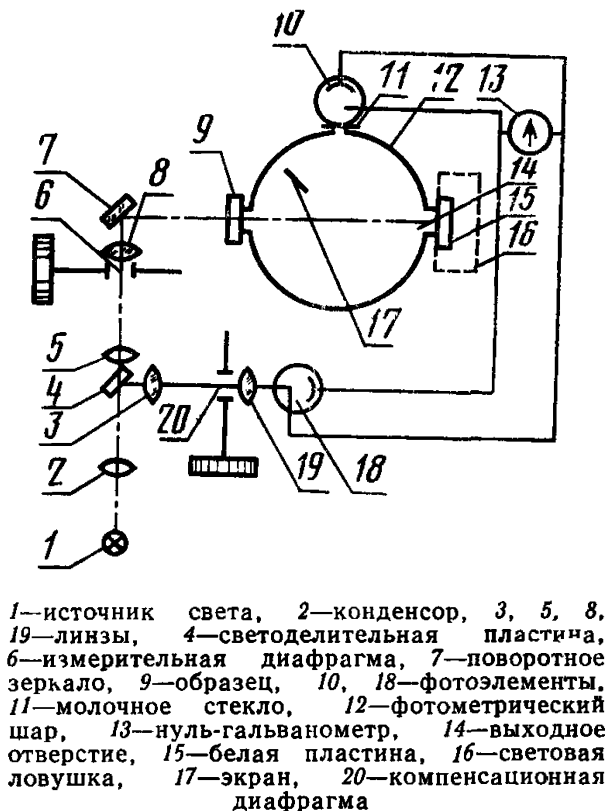 10
11
12
13
7
9
8
14
6
15
16
17
5
4
3
20
2
19
18
1
1—источник света, 2—конденсор, 3, 5, 8,
19—линзы, 4—светоделительная пластина,
6—измерительная диафрагма, 7—поворотное
зеркало, 9—образец, 10, 18—фотоэлементы,
11—молочное стекло, 12—фотометрический
шар, 13—нуль-гальванометр, 14—выходное
отверстие, 15—белая пластина, 16—световая
ловушка, 17—экран, 20—компенсационная
диафрагма